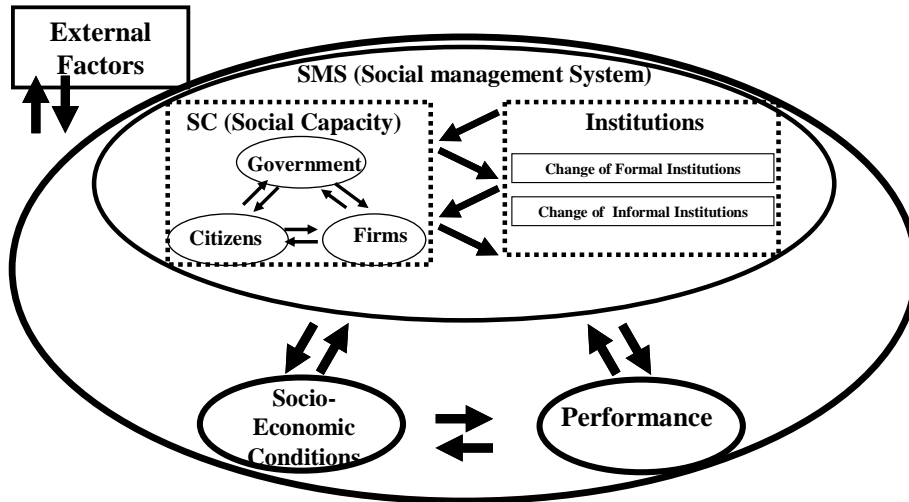 External
Factors
SMS (Social management System)
SC (Social Capacity)
Government
Citizens
Firms
Institutions
Change of Formal Institutions
Change of Informal Institutions
Socio-
Economic
Conditions
Performance